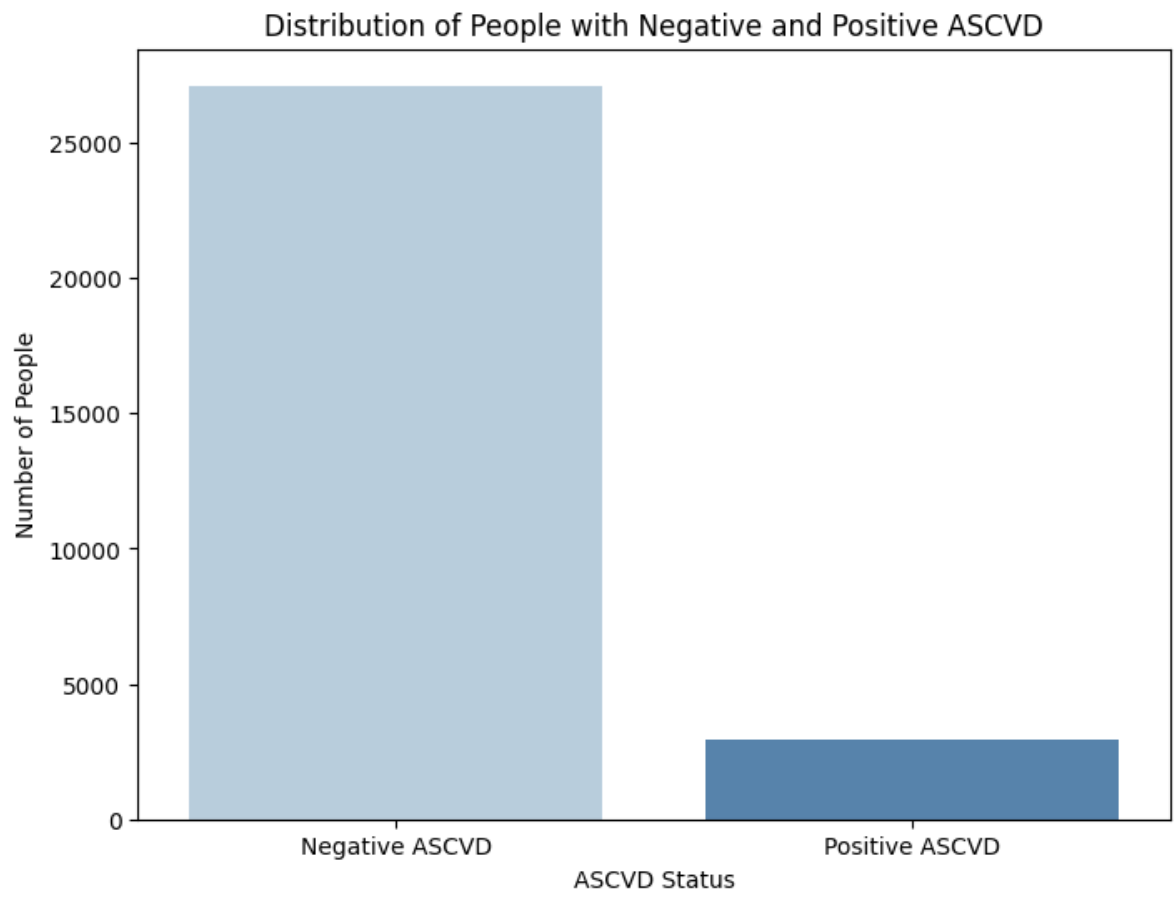 Distribution of People with Negative and Positive ASCVD
25000
20000
15000
10000
5000
0
Number of People
Negative ASCVD
Positive ASCVD
ASCVD Status